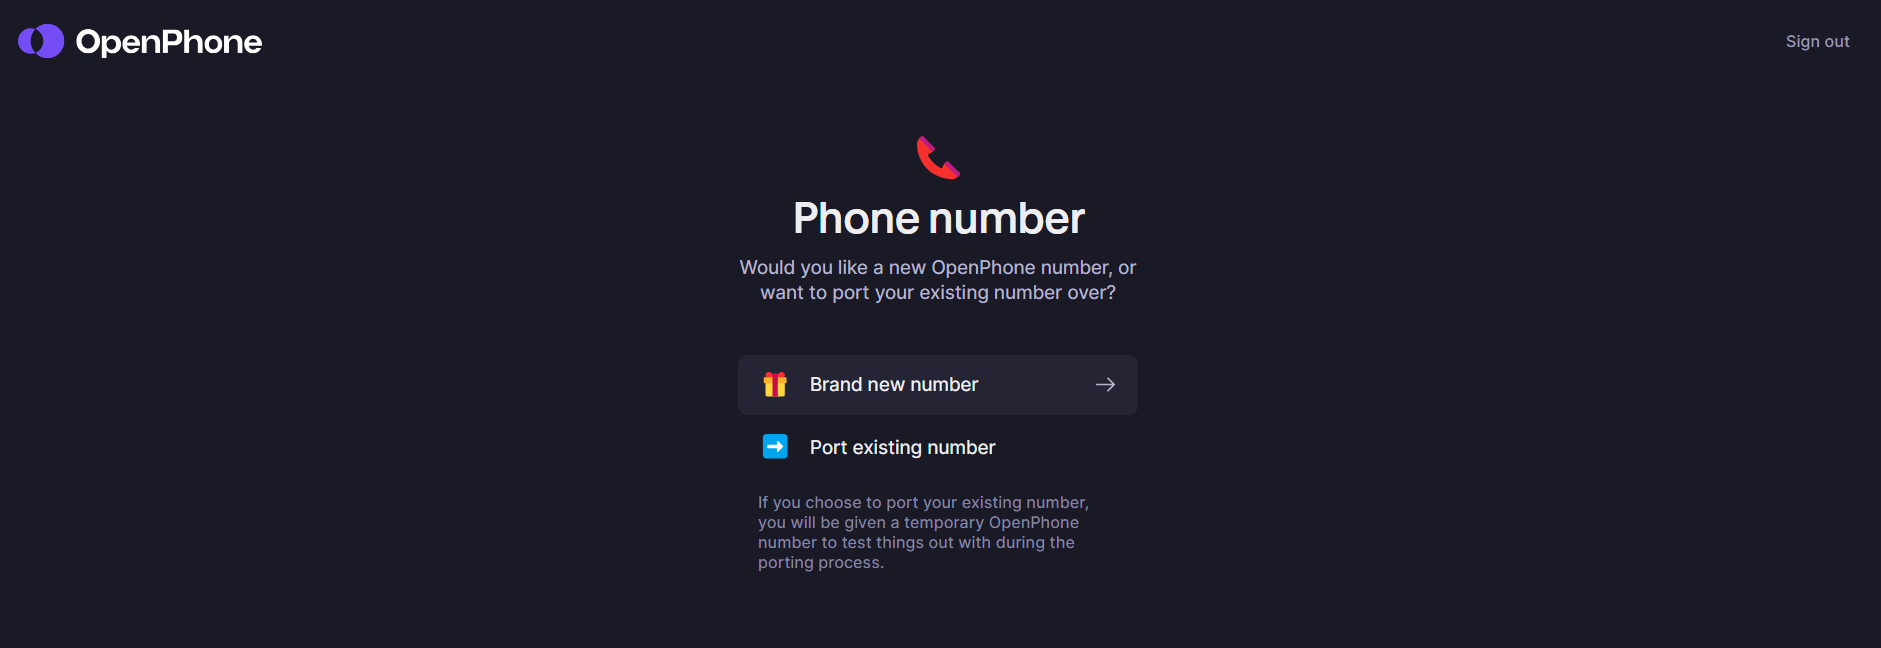 OpenPhone
Sign out
Phone number
Would you like a new OpenPhone number, or
want to port your existing number over?
Brand new number
Port existing number
If you choose to port your existing number,
you will be given a temporary OpenPhone
number to test things out with during the
porting process.